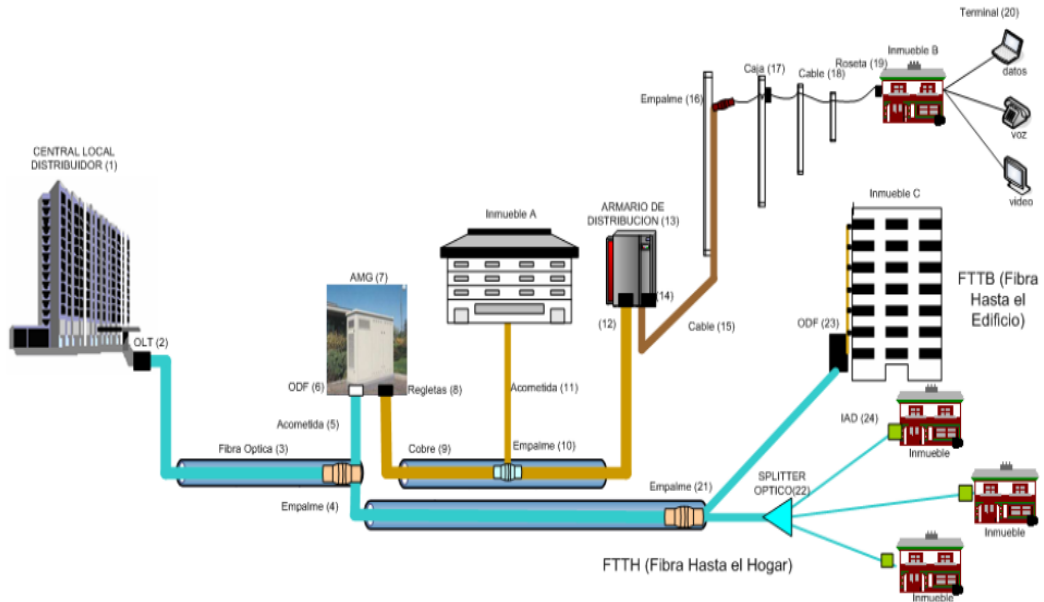 Terminal (20)
Inmueble B
datos
Roseta (19)
Cable (18)
Caja (17)
Empalme (16)
voz
video
CENTRAL LOCAL
DISTRIBUIDOR (1)
Inmueble C
ARMARIO DE
DISTRIBUCION (13)
Inmueble A
AMG (7)
FTTB (Fibra
Hasta el
Edificio)
(14)
(12)
Cable (15)
ODF (23)
OLT (2)
ODF (6)
Regletas (8)
Acometida (11)
Acometida (5)
IAD (24)
Inmueble
Fibra Optica (3)
Cobre (9)
Empalme (10)
SPLITTER
OPTICO(22)
Empalme (21)
Empalme (4)
Inmueble
FTTH (Fibra Hasta el Hogar)
Inmueble